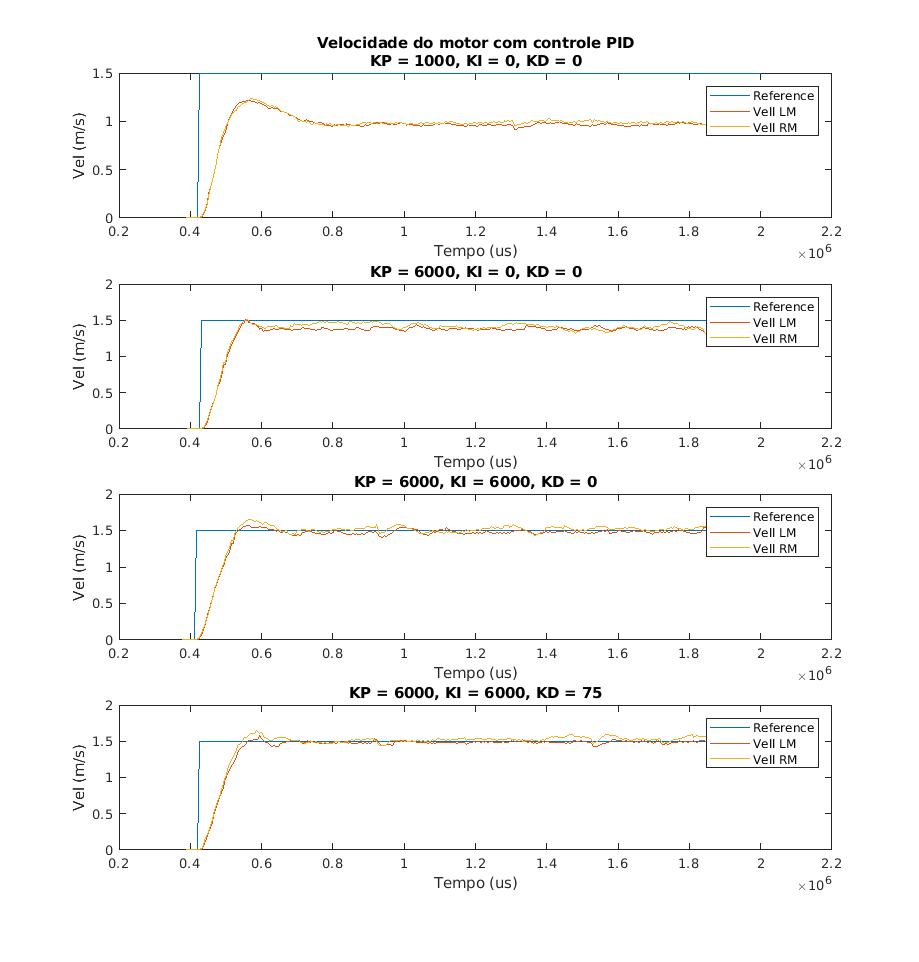 Velocidade do motor com controle PID
KP = 1000, KI = 0, KD = 0
1.5
1
0.5
0
Vel (m/s)
Reference
Vell LM
Vell RM
0.2 0.4 0.6 0.8 1 1.2 1.4 1.6 1.8 2 2.2
Tempo (us)
×10^6
KP = 6000, KI = 0, KD = 0
2
1.5
1
0.5
0
Vel (m/s)
Reference
Vell LM
Vell RM
0.2 0.4 0.6 0.8 1 1.2 1.4 1.6 1.8 2 2.2
Tempo (us)
×10^6
KP = 6000, KI = 6000, KD = 0
2
1.5
1
0.5
0
Vel (m/s)
Reference
Vell LM
Vell RM
0.2 0.4 0.6 0.8 1 1.2 1.4 1.6 1.8 2 2.2
Tempo (us)
×10^6
KP = 6000, KI = 6000, KD = 75
2
1.5
1
0.5
0
Vel (m/s)
Reference
Vell LM
Vell RM
0.2 0.4 0.6 0.8 1 1.2 1.4 1.6 1.8 2 2.2
Tempo (us)
×10^6